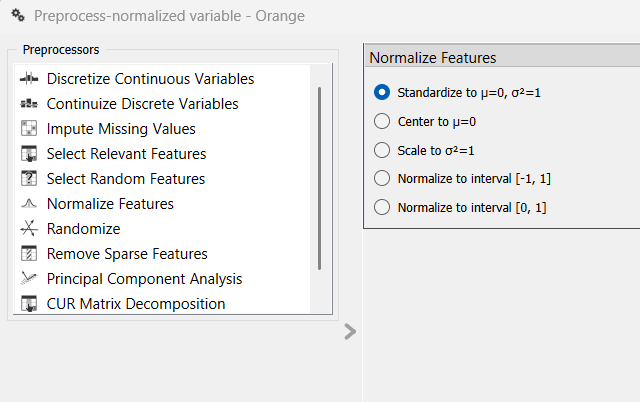 Preprocess-normalized variable - Orange
Preprocessors
Discretize Continuous Variables
Continuize Discrete Variables
Impute Missing Values
Select Relevant Features
Select Random Features
Normalize Features
Randomize
Remove Sparse Features
Principal Component Analysis
CUR Matrix Decomposition
Normalize Features
Standardize to μ=0, σ²=1
Center to μ=0
Scale to σ²=1
Normalize to interval [-1, 1]
Normalize to interval [0, 1]